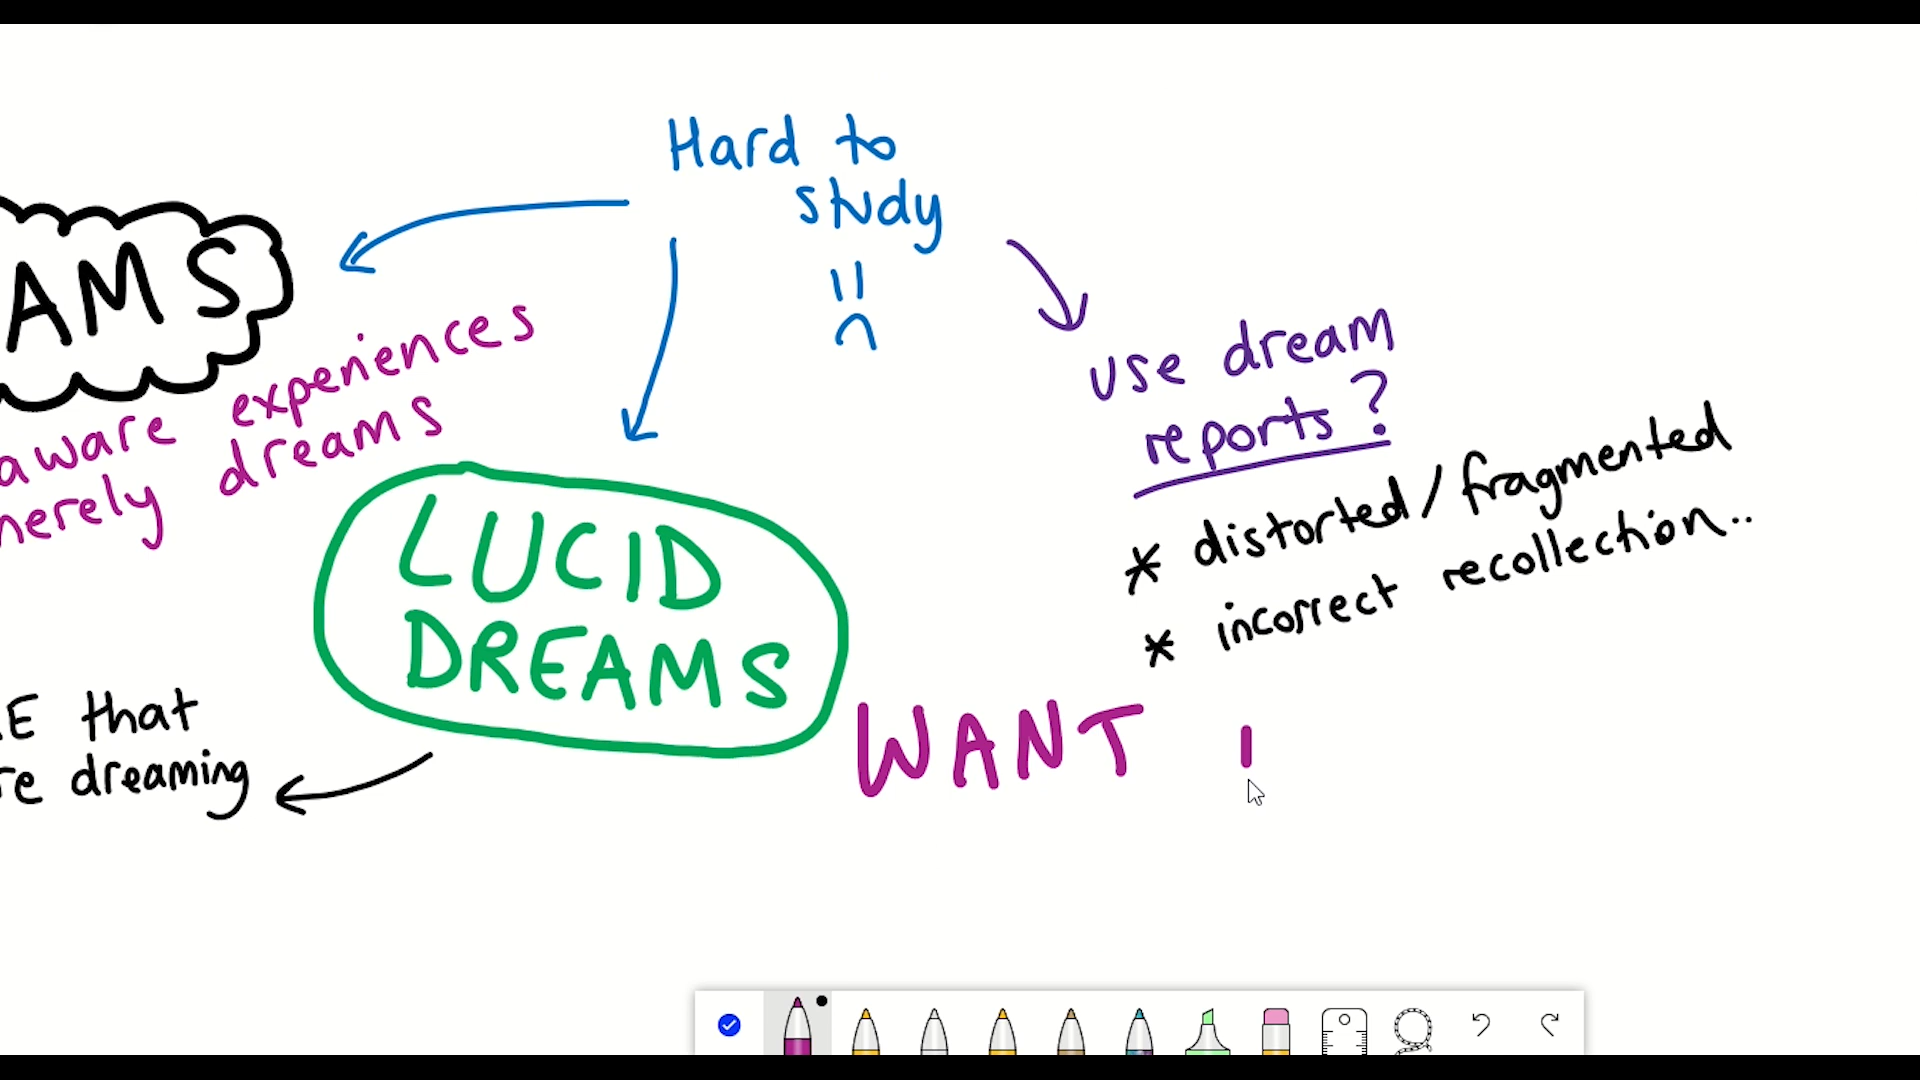 Hard to
study
AMS
aware experiences
merely dreams
use dream
reports?
* distorted/fragmented
* incorrect recollection..
LUCID
DREAMS
E that
re dreaming
WANT